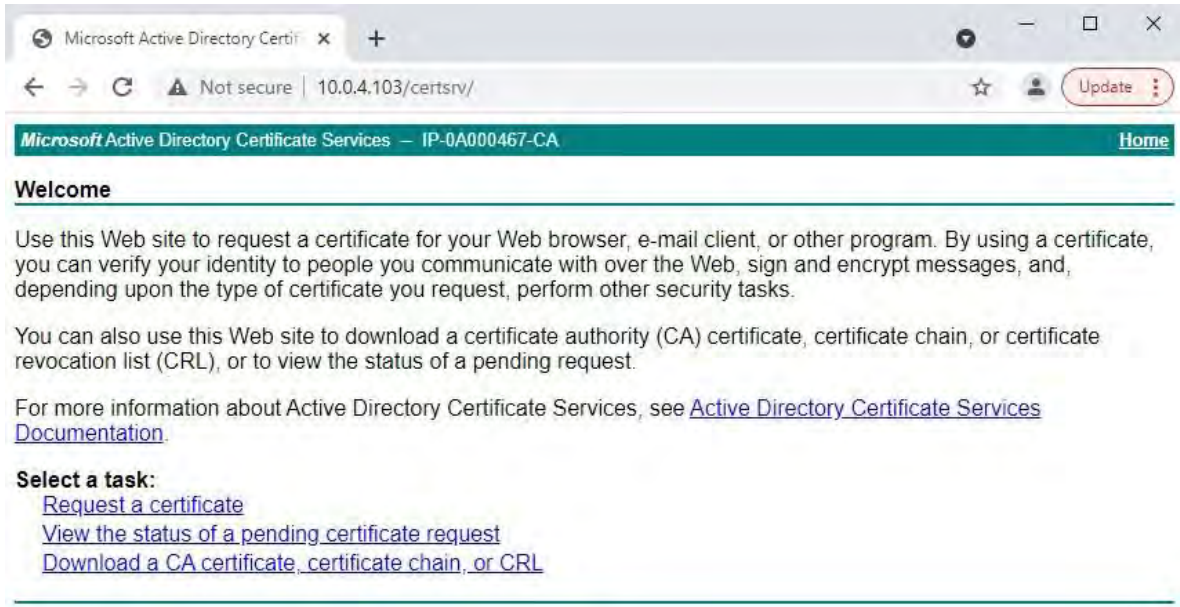 Microsoft Active Directory Certif
Update
Not secure | 10.0.4.103/certsrv/
Microsoft Active Directory Certificate Services -- IP-0A000467-CA
Home
Welcome
Use this Web site to request a certificate for your Web browser, e-mail client, or other program. By using a certificate,
you can verify your identity to people you communicate with over the Web, sign and encrypt messages, and,
depending upon the type of certificate you request, perform other security tasks.
You can also use this Web site to download a certificate authority (CA) certificate, certificate chain, or certificate
revocation list (CRL), or to view the status of a pending request.
For more information about Active Directory Certificate Services, see Active Directory Certificate Services
Documentation.
Select a task:
Request a certificate
View the status of a pending certificate request
Download a CA certificate, certificate chain, or CRL